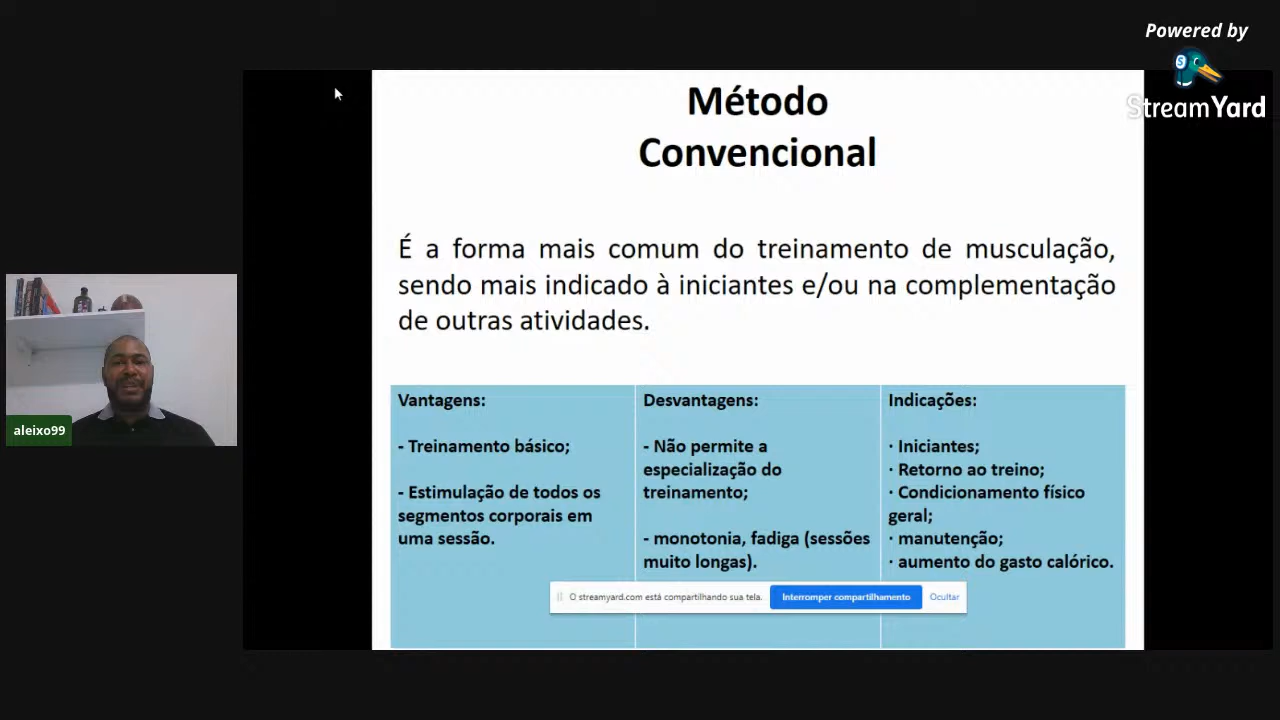 Powered by
StreamYard
Método
Convencional
É a forma mais comum do treinamento de musculação,
sendo mais indicado à iniciantes e/ou na complementação
de outras atividades.
Vantagens:
- Treinamento básico;
- Estimulação de todos os
segmentos corporais em
uma sessão.
Desvantagens:
- Não permite a
especialização do
treinamento;
- monotonia, fadiga (sessões
muito longas).
Indicações:
· Iniciantes;
· Retorno ao treino;
· Condicionamento físico
geral;
· manutenção;
· aumento do gasto calórico.
O streamyard.com está compartilhando sua tela.
Interromper compartilhamento
Ocultar
aleixo99